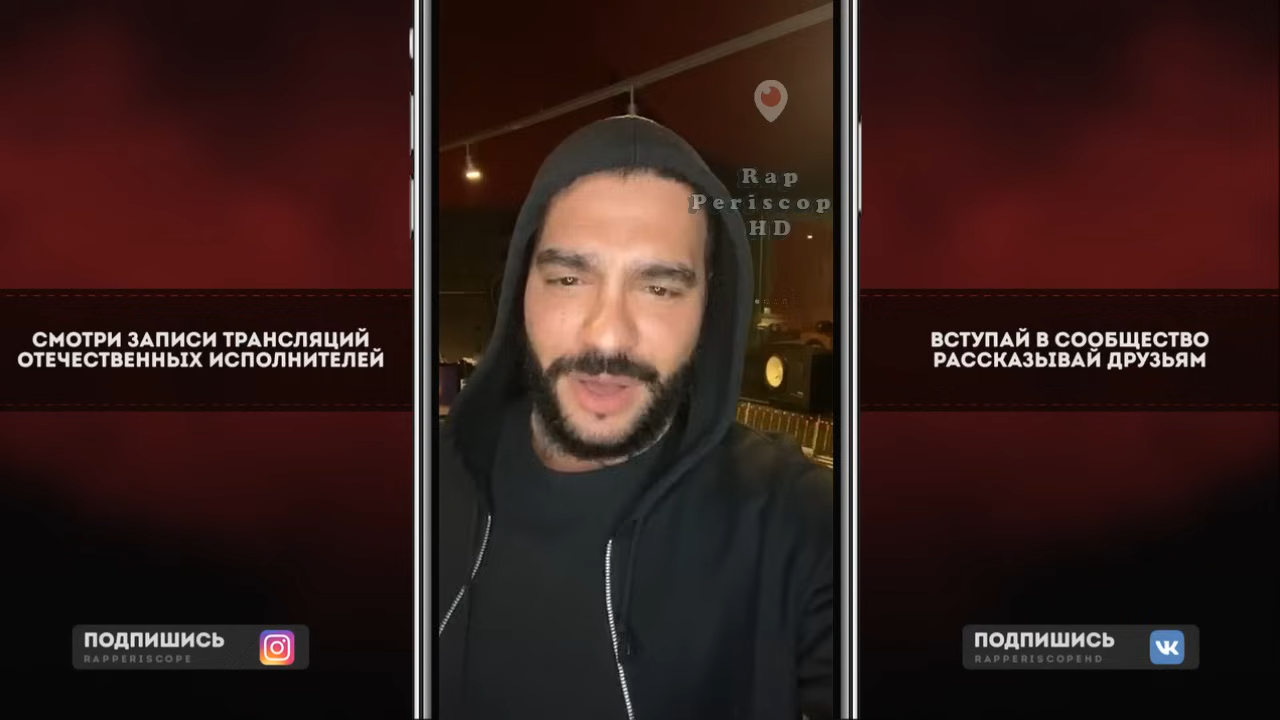 Rap
Periscop
HD
СМОТРИ ЗАПИСИ ТРАНСЛЯЦИЙ
ОТЕЧЕСТВЕННЫХ ИСПОЛНИТЕЛЕЙ
ВСТУПАЙ В СООБЩЕСТВО
РАССКАЗЫВАЙ ДРУЗЬЯМ
ПОДПИШИСЬ
RAPPERISCOPE
ПОДПИШИСЬ
RAPPERISCOPEHD